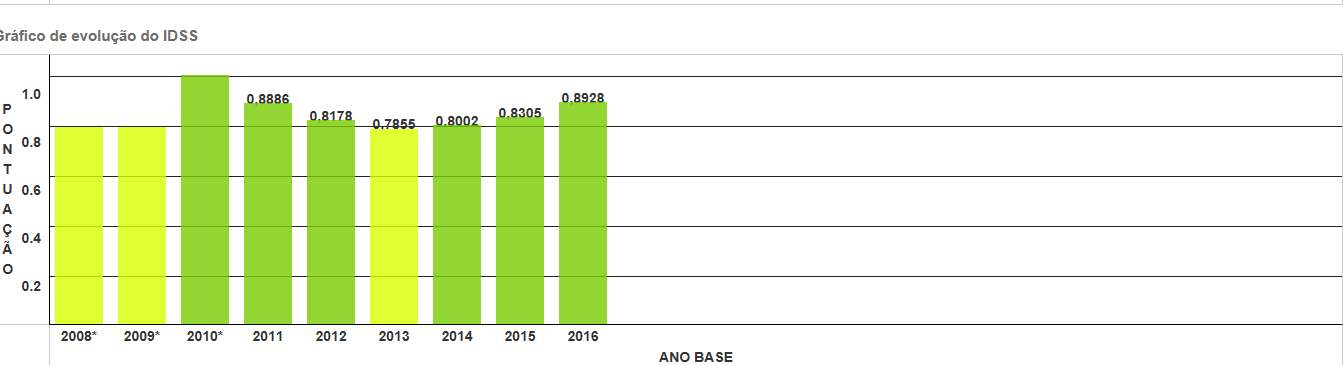 Gráfico de evolução do IDSS
PONTUAÇÃO
1.0
0.8
0.6
0.4
0.2
0,8886
0,8178
0,7855
0,8002
0,8305
0,8928
2008* 2009* 2010* 2011 2012 2013 2014 2015 2016
ANO BASE